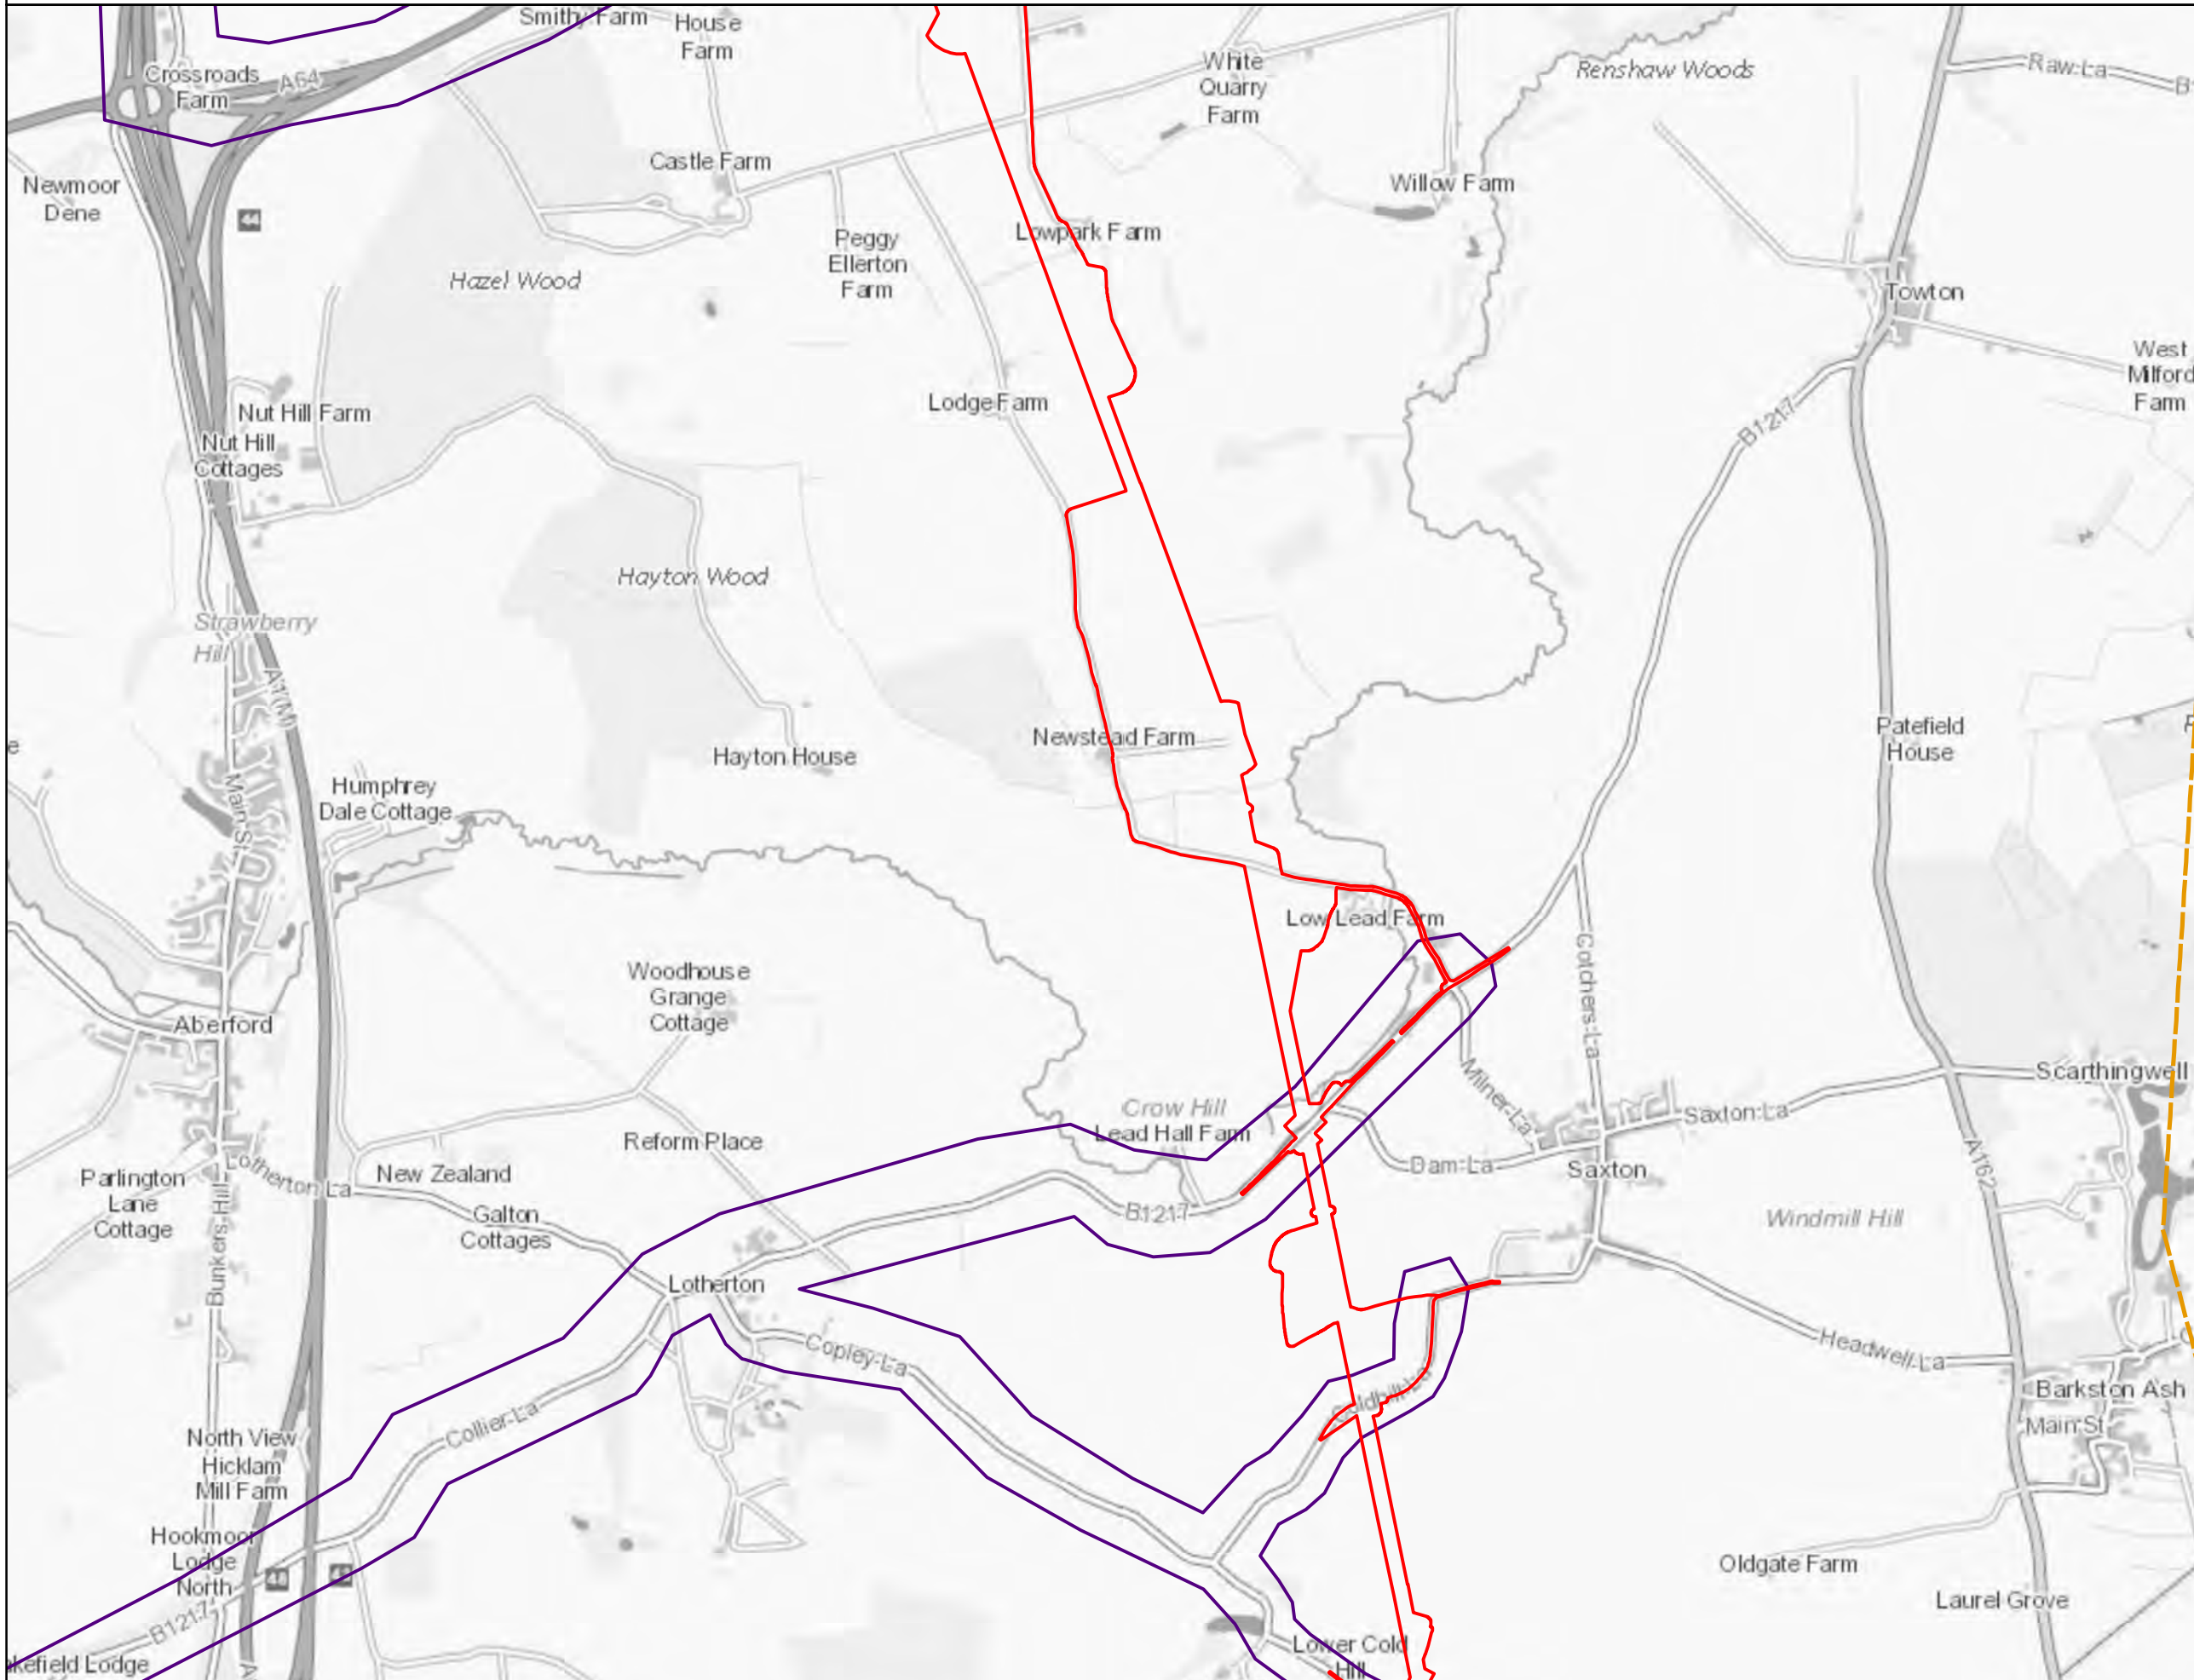 Smithy Farm
House
Farm
White
Quarry
Farm
Renshaw Woods
Raw La
Crossroads
Farm
A64
Castle Farm
Newmoor
Dene
Willow Farm
44
Lowpark Farm
Peggy
Ellerton
Farm
Hazel Wood
Towton
West
Milford
Farm
Lodge Farm
Nut Hill Farm
Nut Hill
Cottages
B1217
Hayton Wood
Strawberry
Hill
A1(M)
Newstead Farm
Patefield
House
Hayton House
Humphrey
Dale Cottage
Main St
Low Lead Farm
Cotchers La
Woodhouse
Grange
Cottage
Aberford
Milner La
Scarthingwell
Crow Hill
Lead Hall Farm
Saxton La
Reform Place
Lotherton La
New Zealand
Dam La
Saxton
A162
Parlington
Lane
Cottage
Galton
Cottages
B1217
Windmill Hill
Bunkers Hill
Lotherton
Copley La
Headwell La
Coldhill La
Barkston Ash
Main St
Collier La
North View
Hicklam
Mill Farm
Hookmoor
Lodge
North
Oldgate Farm
Laurel Grove
B1217
Lower Cold
Hill
kefield Lodge